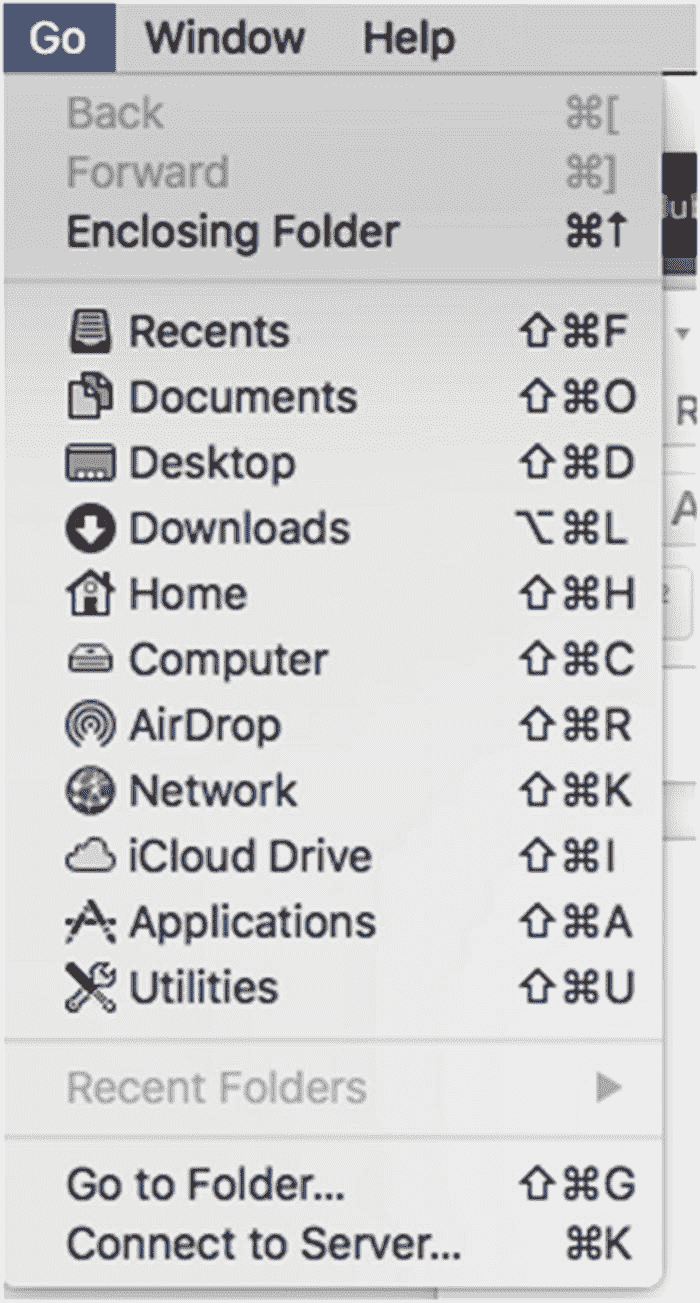 Go Window Help
Back ⌘[
Forward ⌘]
Enclosing Folder ⌘↑
Recents ⇧⌘F
Documents ⇧⌘O
Desktop ⇧⌘D
Downloads ⌥⌘L
Home ⇧⌘H
Computer ⇧⌘C
AirDrop ⇧⌘R
Network ⇧⌘K
iCloud Drive ⇧⌘I
Applications ⇧⌘A
Utilities ⇧⌘U
Recent Folders ▶
Go to Folder... ⇧⌘G
Connect to Server... ⌘K